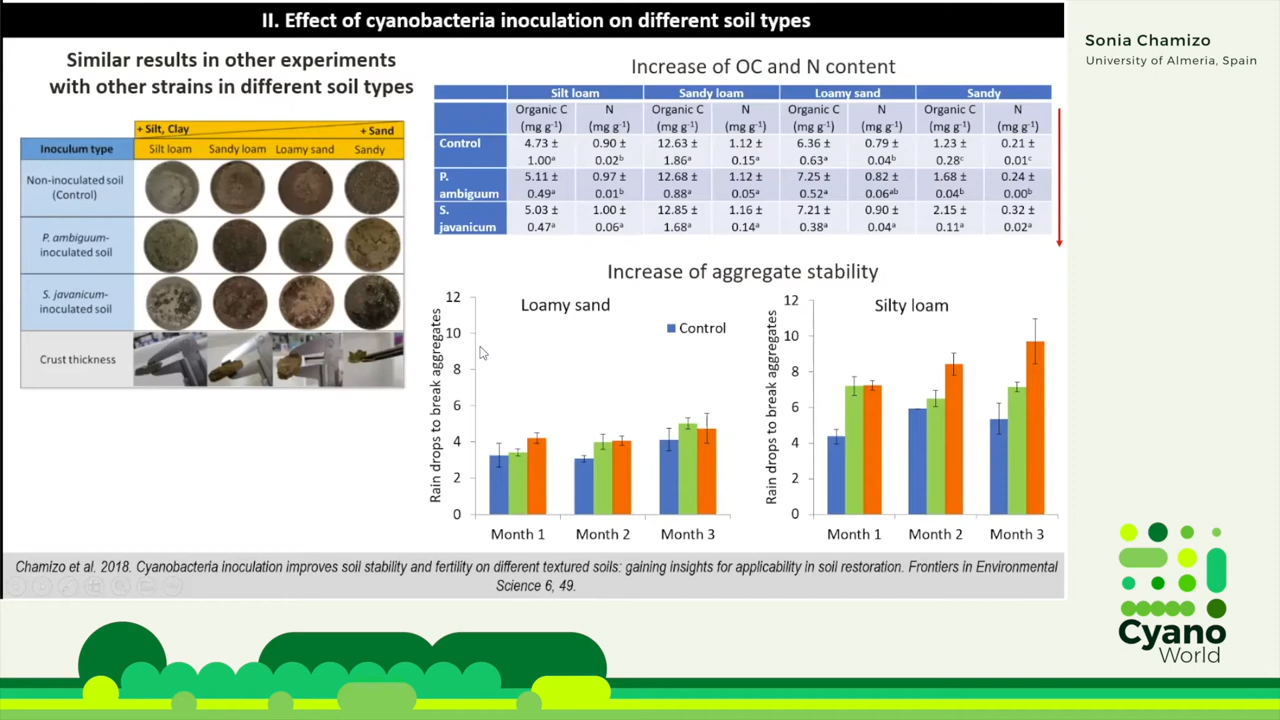 II. Effect of cyanobacteria inoculation on different soil types
Sonia Chamizo
University of Almeria, Spain
Similar results in other experiments
with other strains in different soil types
+ Silt, Clay
+ Sand
Inoculum type
Silt loam
Sandy loam
Loamy sand
Sandy
Non-inoculated soil
(Control)
P. ambiguum-
inoculated soil
S. javanicum-
inoculated soil
Crust thickness
Increase of OC and N content
Silt loam Sandy loam Loamy sand Sandy
Organic C N Organic C N Organic C N Organic C N
(mg g⁻¹) (mg g⁻¹) (mg g⁻¹) (mg g⁻¹) (mg g⁻¹) (mg g⁻¹) (mg g⁻¹) (mg g⁻¹)
Control 4.73 ± 0.90 ± 12.63 ± 1.12 ± 6.36 ± 0.79 ± 1.23 ± 0.21 ±
1.00ᵃ 0.02ᵇ 1.86ᵃ 0.15ᵃ 0.63ᵃ 0.04ᵇ 0.28ᶜ 0.01ᶜ
P. 5.11 ± 0.97 ± 12.68 ± 1.12 ± 7.25 ± 0.82 ± 1.68 ± 0.24 ±
ambiguum 0.49ᵃ 0.01ᵇ 0.88ᵃ 0.05ᵃ 0.52ᵃ 0.06ᵃᵇ 0.04ᵇ 0.00ᵇ
S. 5.03 ± 1.00 ± 12.85 ± 1.16 ± 7.21 ± 0.90 ± 2.15 ± 0.32 ±
javanicum 0.47ᵃ 0.06ᵃ 1.68ᵃ 0.14ᵃ 0.38ᵃ 0.04ᵃ 0.11ᵃ 0.02ᵃ
Increase of aggregate stability
Rain drops to break aggregates
12
10
8
6
4
2
0
Loamy sand
Control
Month 1 Month 2 Month 3
Rain drops to break aggregates
12
10
8
6
4
2
0
Silty loam
Month 1 Month 2 Month 3
Chamizo et al. 2018. Cyanobacteria inoculation improves soil stability and fertility on different textured soils: gaining insights for applicability in soil restoration. Frontiers in Environmental
Science 6, 49.
Cyano
World